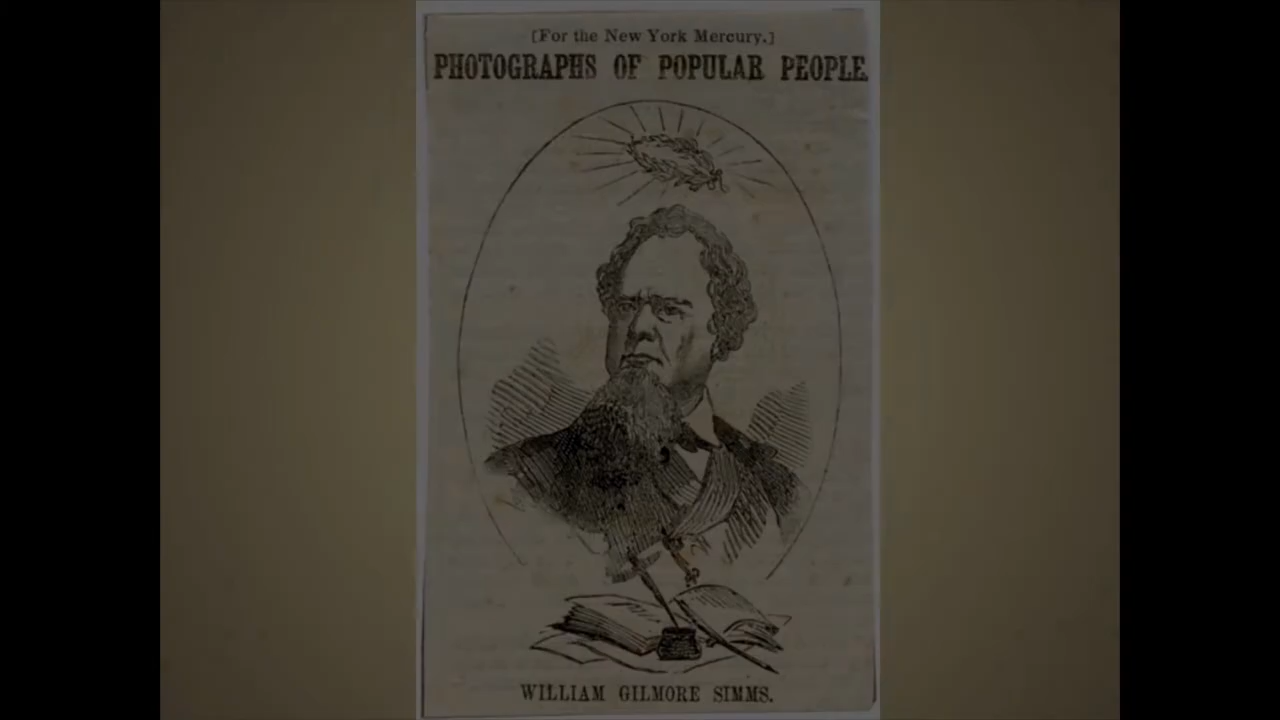 [For the New York Mercury.]
PHOTOGRAPHS OF POPULAR PEOPLE
WILLIAM GILMORE SIMMS.